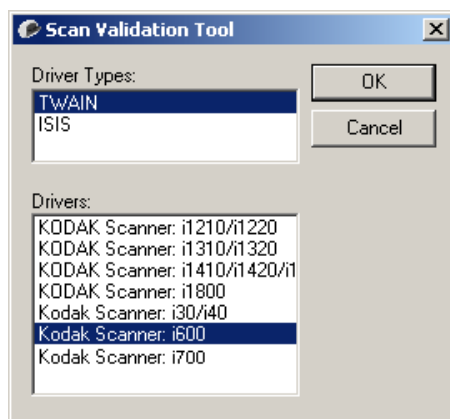 Scan Validation Tool
Driver Types:
TWAIN
ISIS
OK
Cancel
Drivers:
KODAK Scanner: i1210/i1220
KODAK Scanner: i1310/i1320
KODAK Scanner: i1410/i1420/i1
KODAK Scanner: i1800
Kodak Scanner: i30/i40
Kodak Scanner: i600
Kodak Scanner: i700